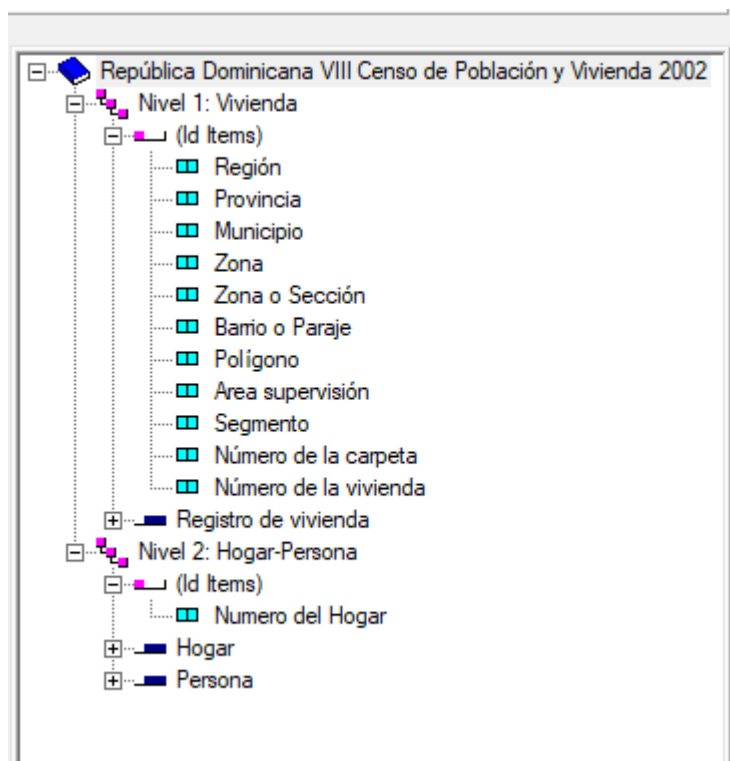 República Dominicana VIII Censo de Población y Vivienda 2002
Nivel 1: Vivienda
(Id Items)
Región
Provincia
Municipio
Zona
Zona o Sección
Barrio o Paraje
Polígono
Area supervisión
Segmento
Número de la carpeta
Número de la vivienda
Registro de vivienda
Nivel 2: Hogar-Persona
(Id Items)
Numero del Hogar
Hogar
Persona